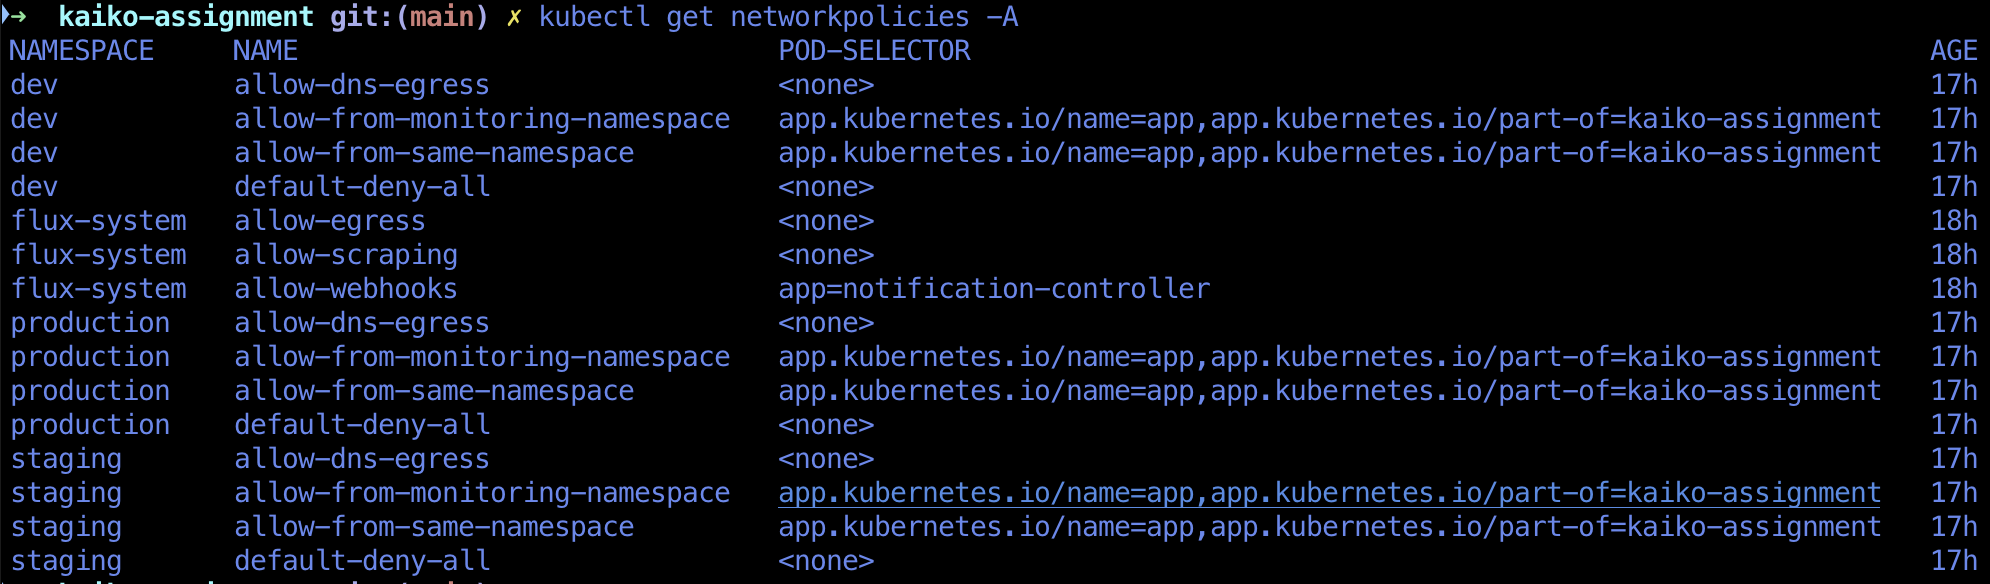 ➜ kaiko-assignment git:(main) ✗ kubectl get networkpolicies -A
NAMESPACE NAME POD-SELECTOR AGE
dev allow-dns-egress <none> 17h
dev allow-from-monitoring-namespace app.kubernetes.io/name=app,app.kubernetes.io/part-of=kaiko-assignment 17h
dev allow-from-same-namespace app.kubernetes.io/name=app,app.kubernetes.io/part-of=kaiko-assignment 17h
dev default-deny-all <none> 17h
flux-system allow-egress <none> 18h
flux-system allow-scraping <none> 18h
flux-system allow-webhooks app=notification-controller 18h
production allow-dns-egress <none> 17h
production allow-from-monitoring-namespace app.kubernetes.io/name=app,app.kubernetes.io/part-of=kaiko-assignment 17h
production allow-from-same-namespace app.kubernetes.io/name=app,app.kubernetes.io/part-of=kaiko-assignment 17h
production default-deny-all <none> 17h
staging allow-dns-egress <none> 17h
staging allow-from-monitoring-namespace app.kubernetes.io/name=app,app.kubernetes.io/part-of=kaiko-assignment 17h
staging allow-from-same-namespace app.kubernetes.io/name=app,app.kubernetes.io/part-of=kaiko-assignment 17h
staging default-deny-all <none> 17h